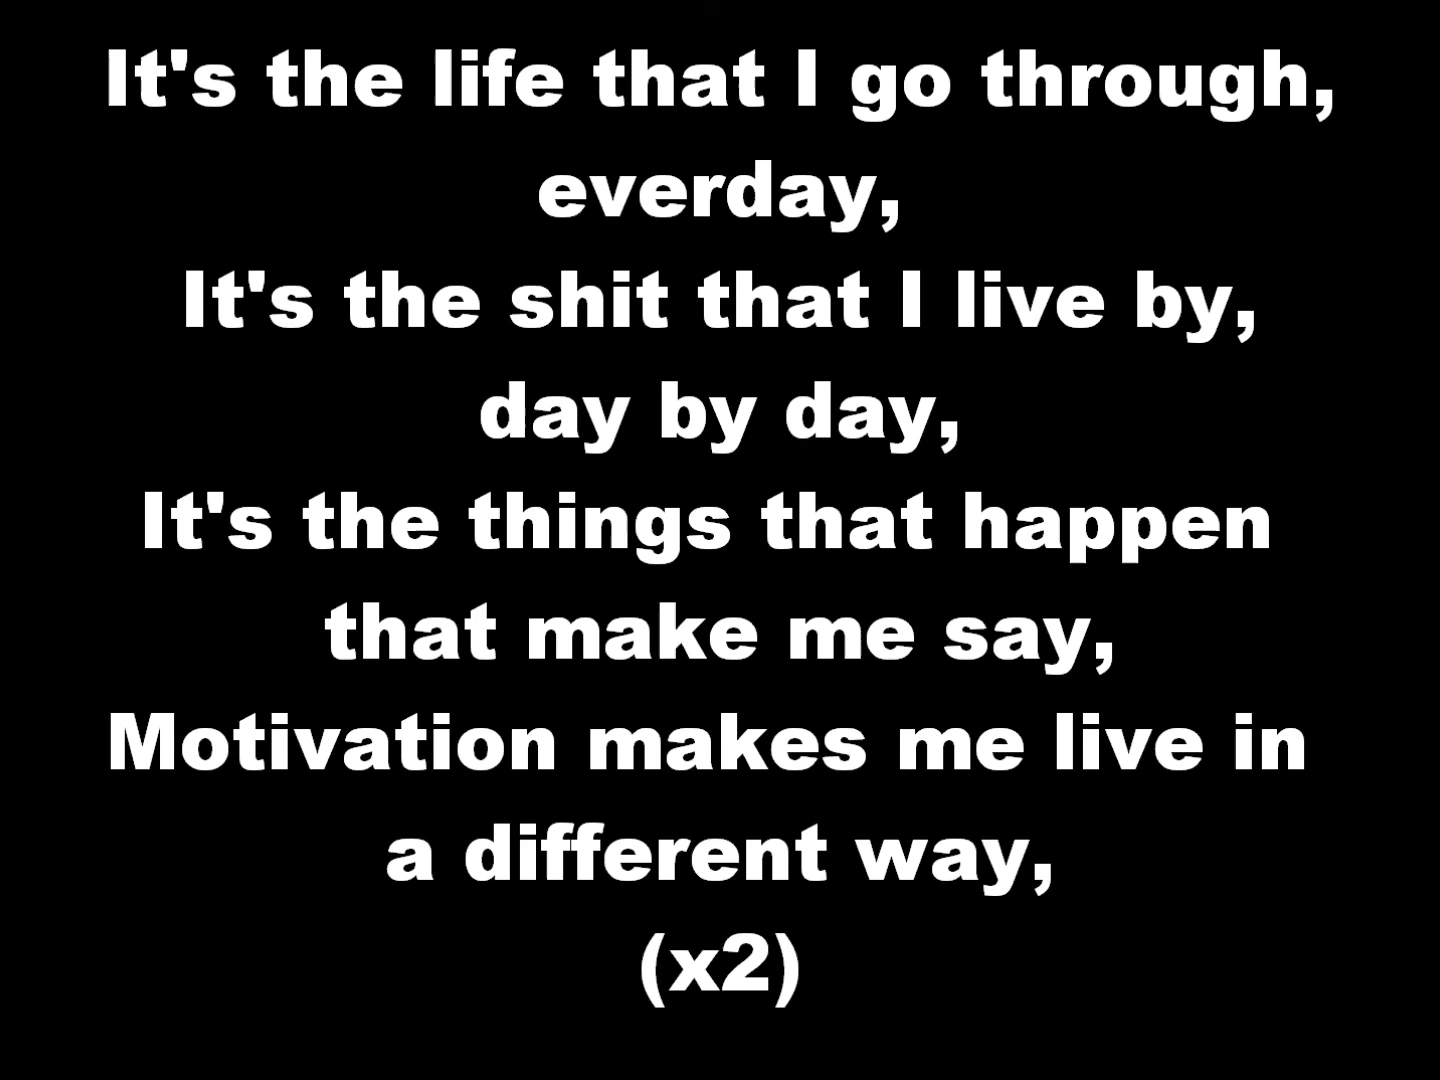 It's the life that I go through,
everday,
It's the shit that I live by,
day by day,
It's the things that happen
that make me say,
Motivation makes me live in
a different way,
(x2)